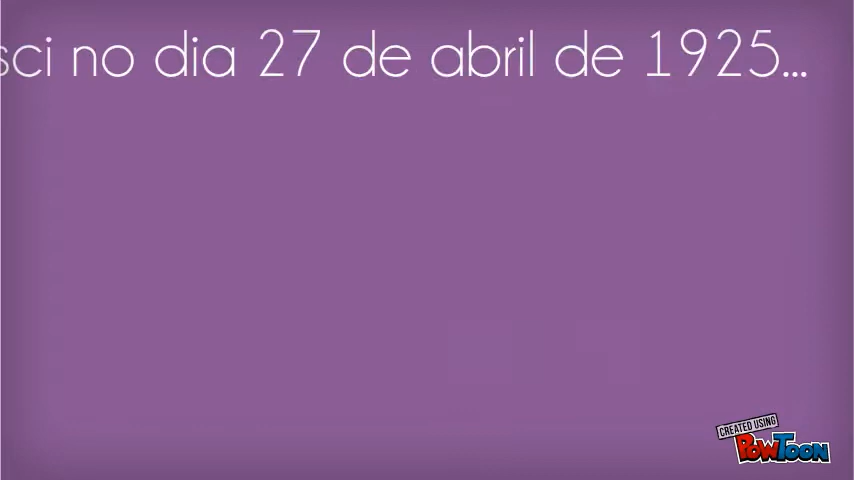 sci no dia 27 de abril de 1925...
CREATED USING
POWTOON